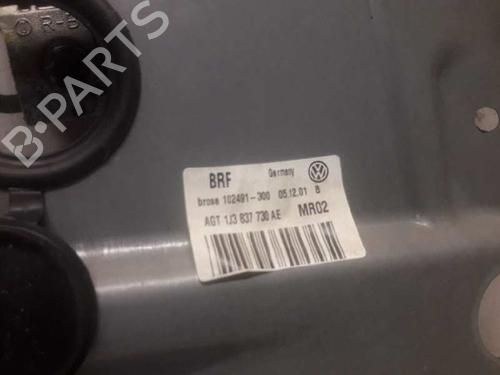 © R-B
BRF Germany
brose 102491-300 05.12.01 B
AGT 1J3 837 730 AE MR02
B-PARTS